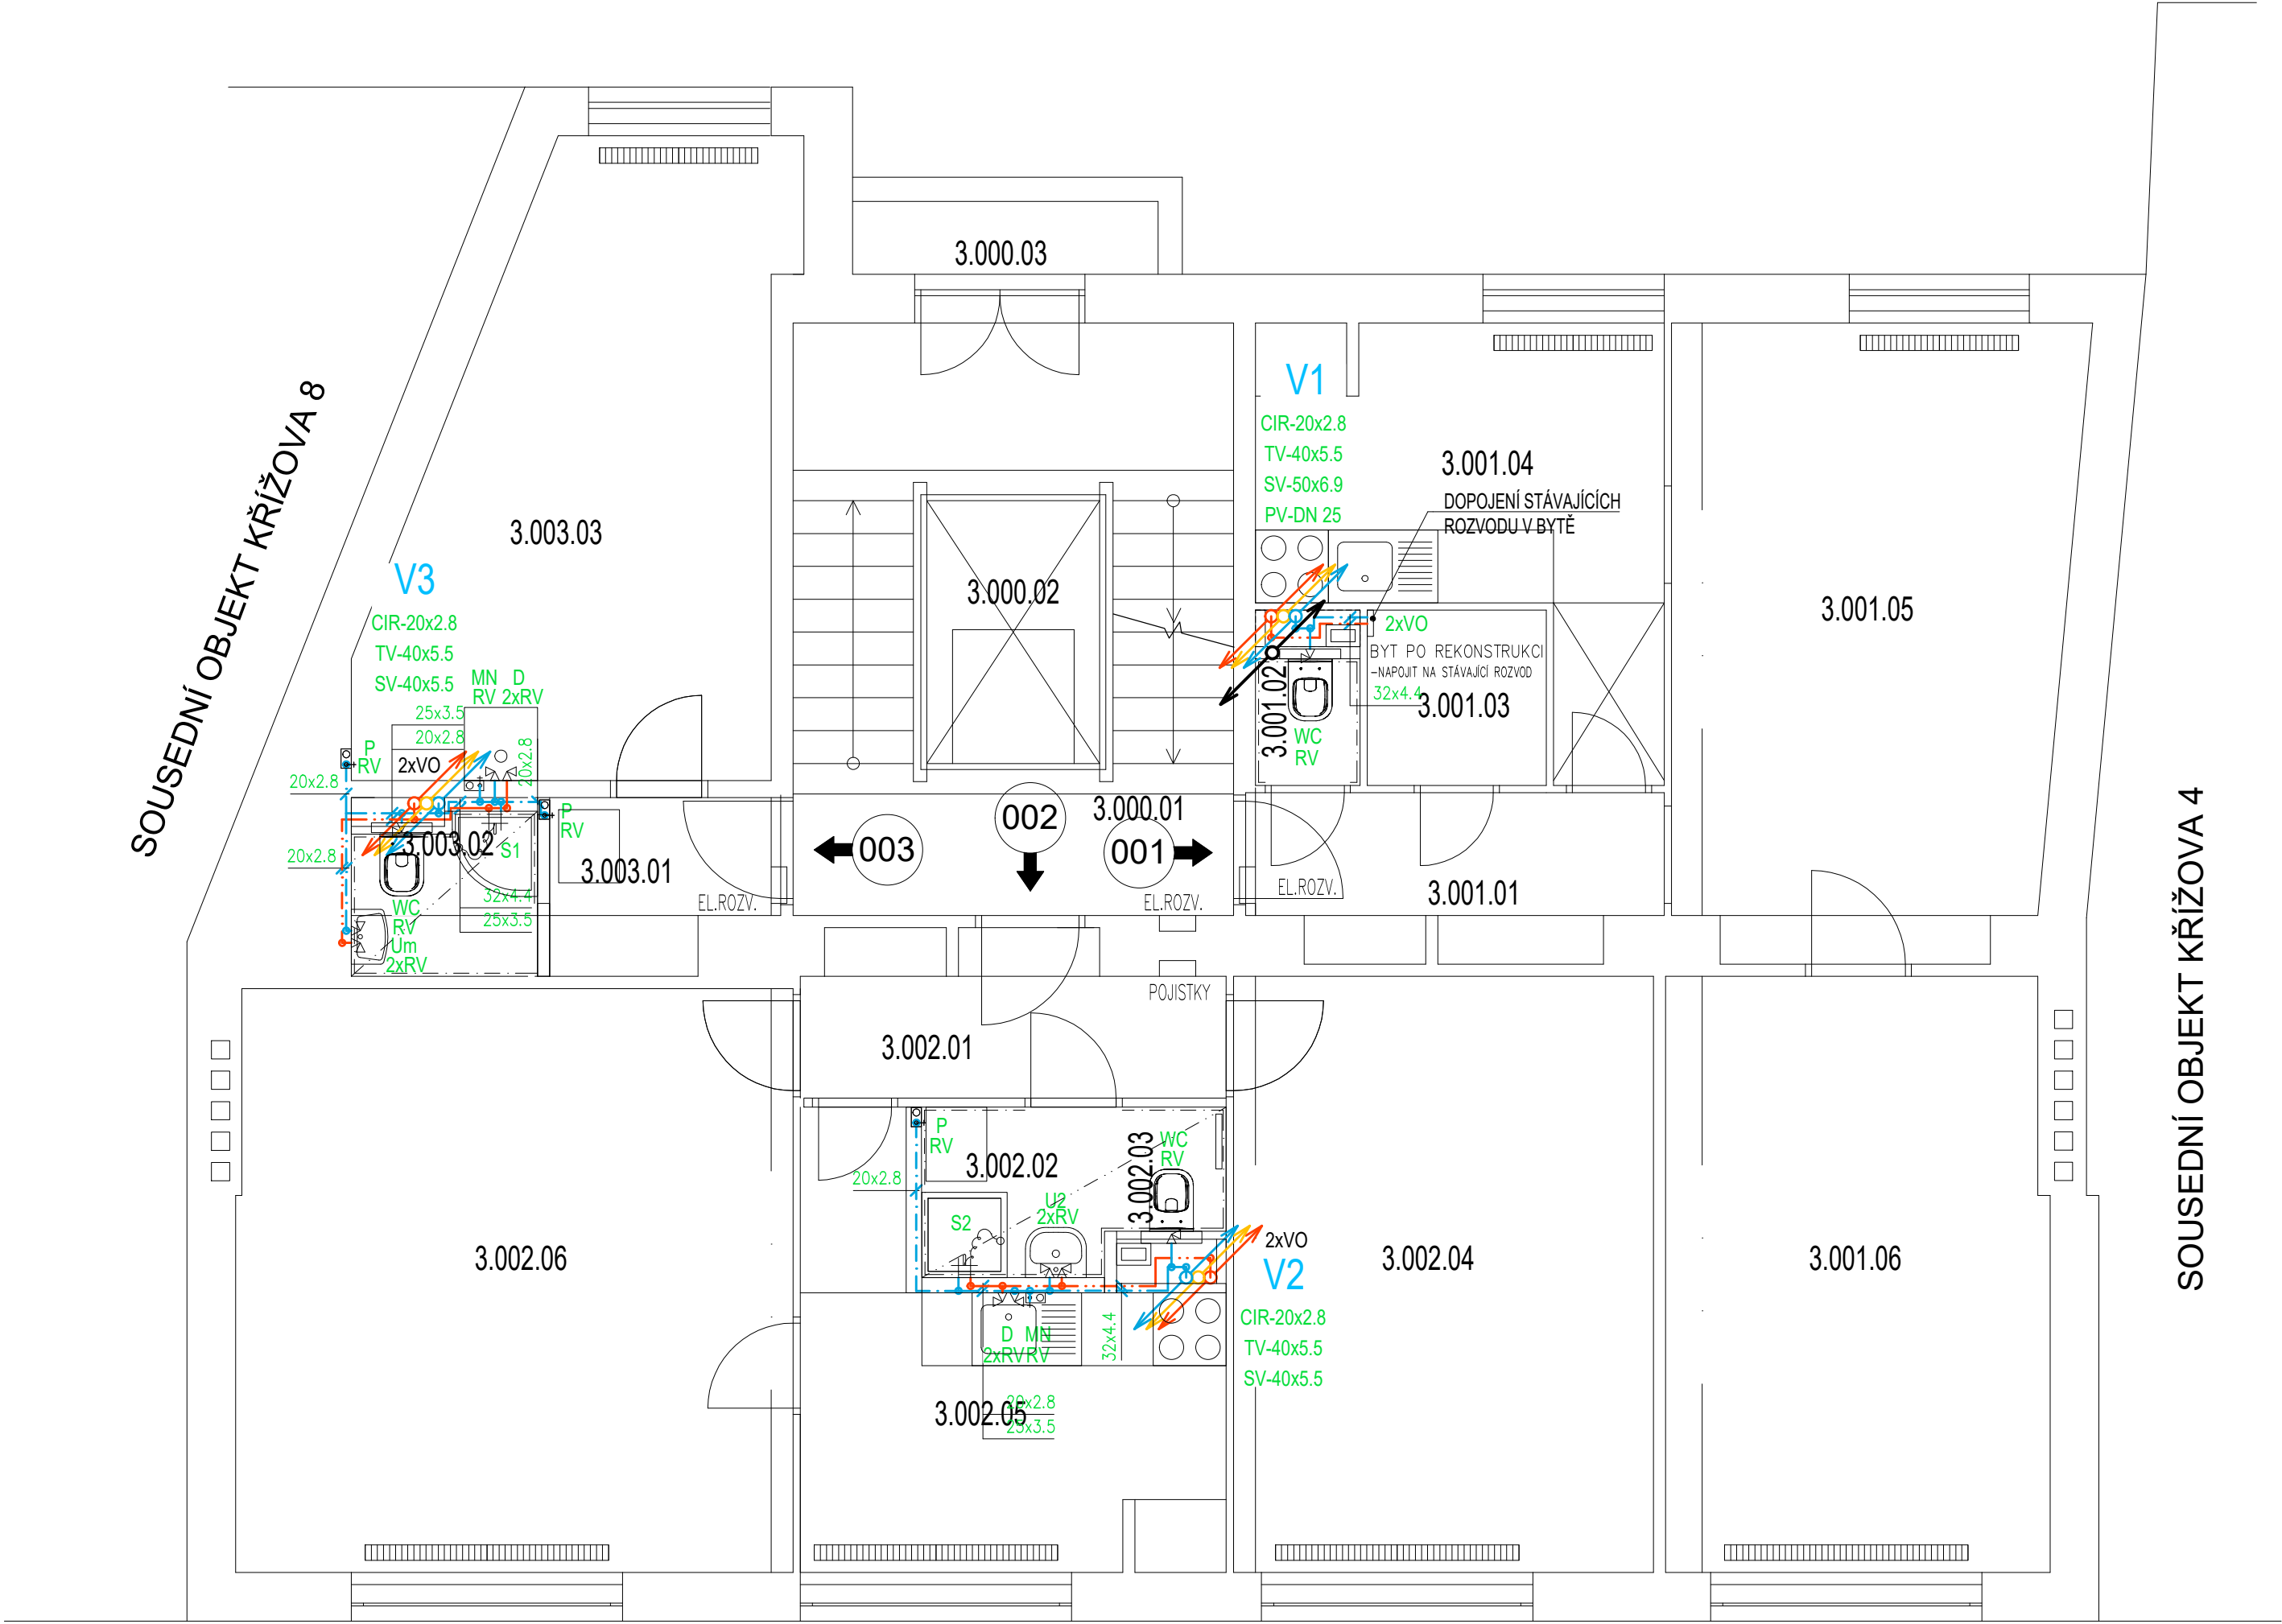 3.000.03
V1
CIR-20x2.8
TV-40x5.5
SV-50x6.9
PV-DN 25
3.001.04
DOPOJENÍ STÁVAJÍCÍCH
ROZVODU V BYTĚ
SOUSEDNÍ OBJEKT KŘÍŽOVA 8
3.003.03
V3
CIR-20x2.8
TV-40x5.5
SV-40x5.5
MN D
RV 2xRV
25x3.5
20x2.8
20x2.8
P
RV
2xVO
20x2.8
20x2.8
3.003.02
S1
P
RV
32x4.4
25x3.5
WC
RV
Um
2xRV
3.003.01
EL.ROZV.
3.000.02
3.000.01
003
002
001
EL.ROZV.
2xVO
BYT PO REKONSTRUKCI
-NAPOJIT NA STÁVAJÍCÍ ROZVOD
32x4.4
3.001.03
3.001.02
WC
RV
EL.ROZV.
3.001.01
3.001.05
SOUSEDNÍ OBJEKT KŘÍŽOVA 4
POJISTKY
3.002.01
P
RV
3.002.02
3.002.03
WC
RV
20x2.8
S2
U2
2xRV
2xVO
V2
CIR-20x2.8
TV-40x5.5
SV-40x5.5
D MN
2xRV RV
32x4.4
20x2.8
25x3.5
3.002.05
3.002.06
3.002.04
3.001.06